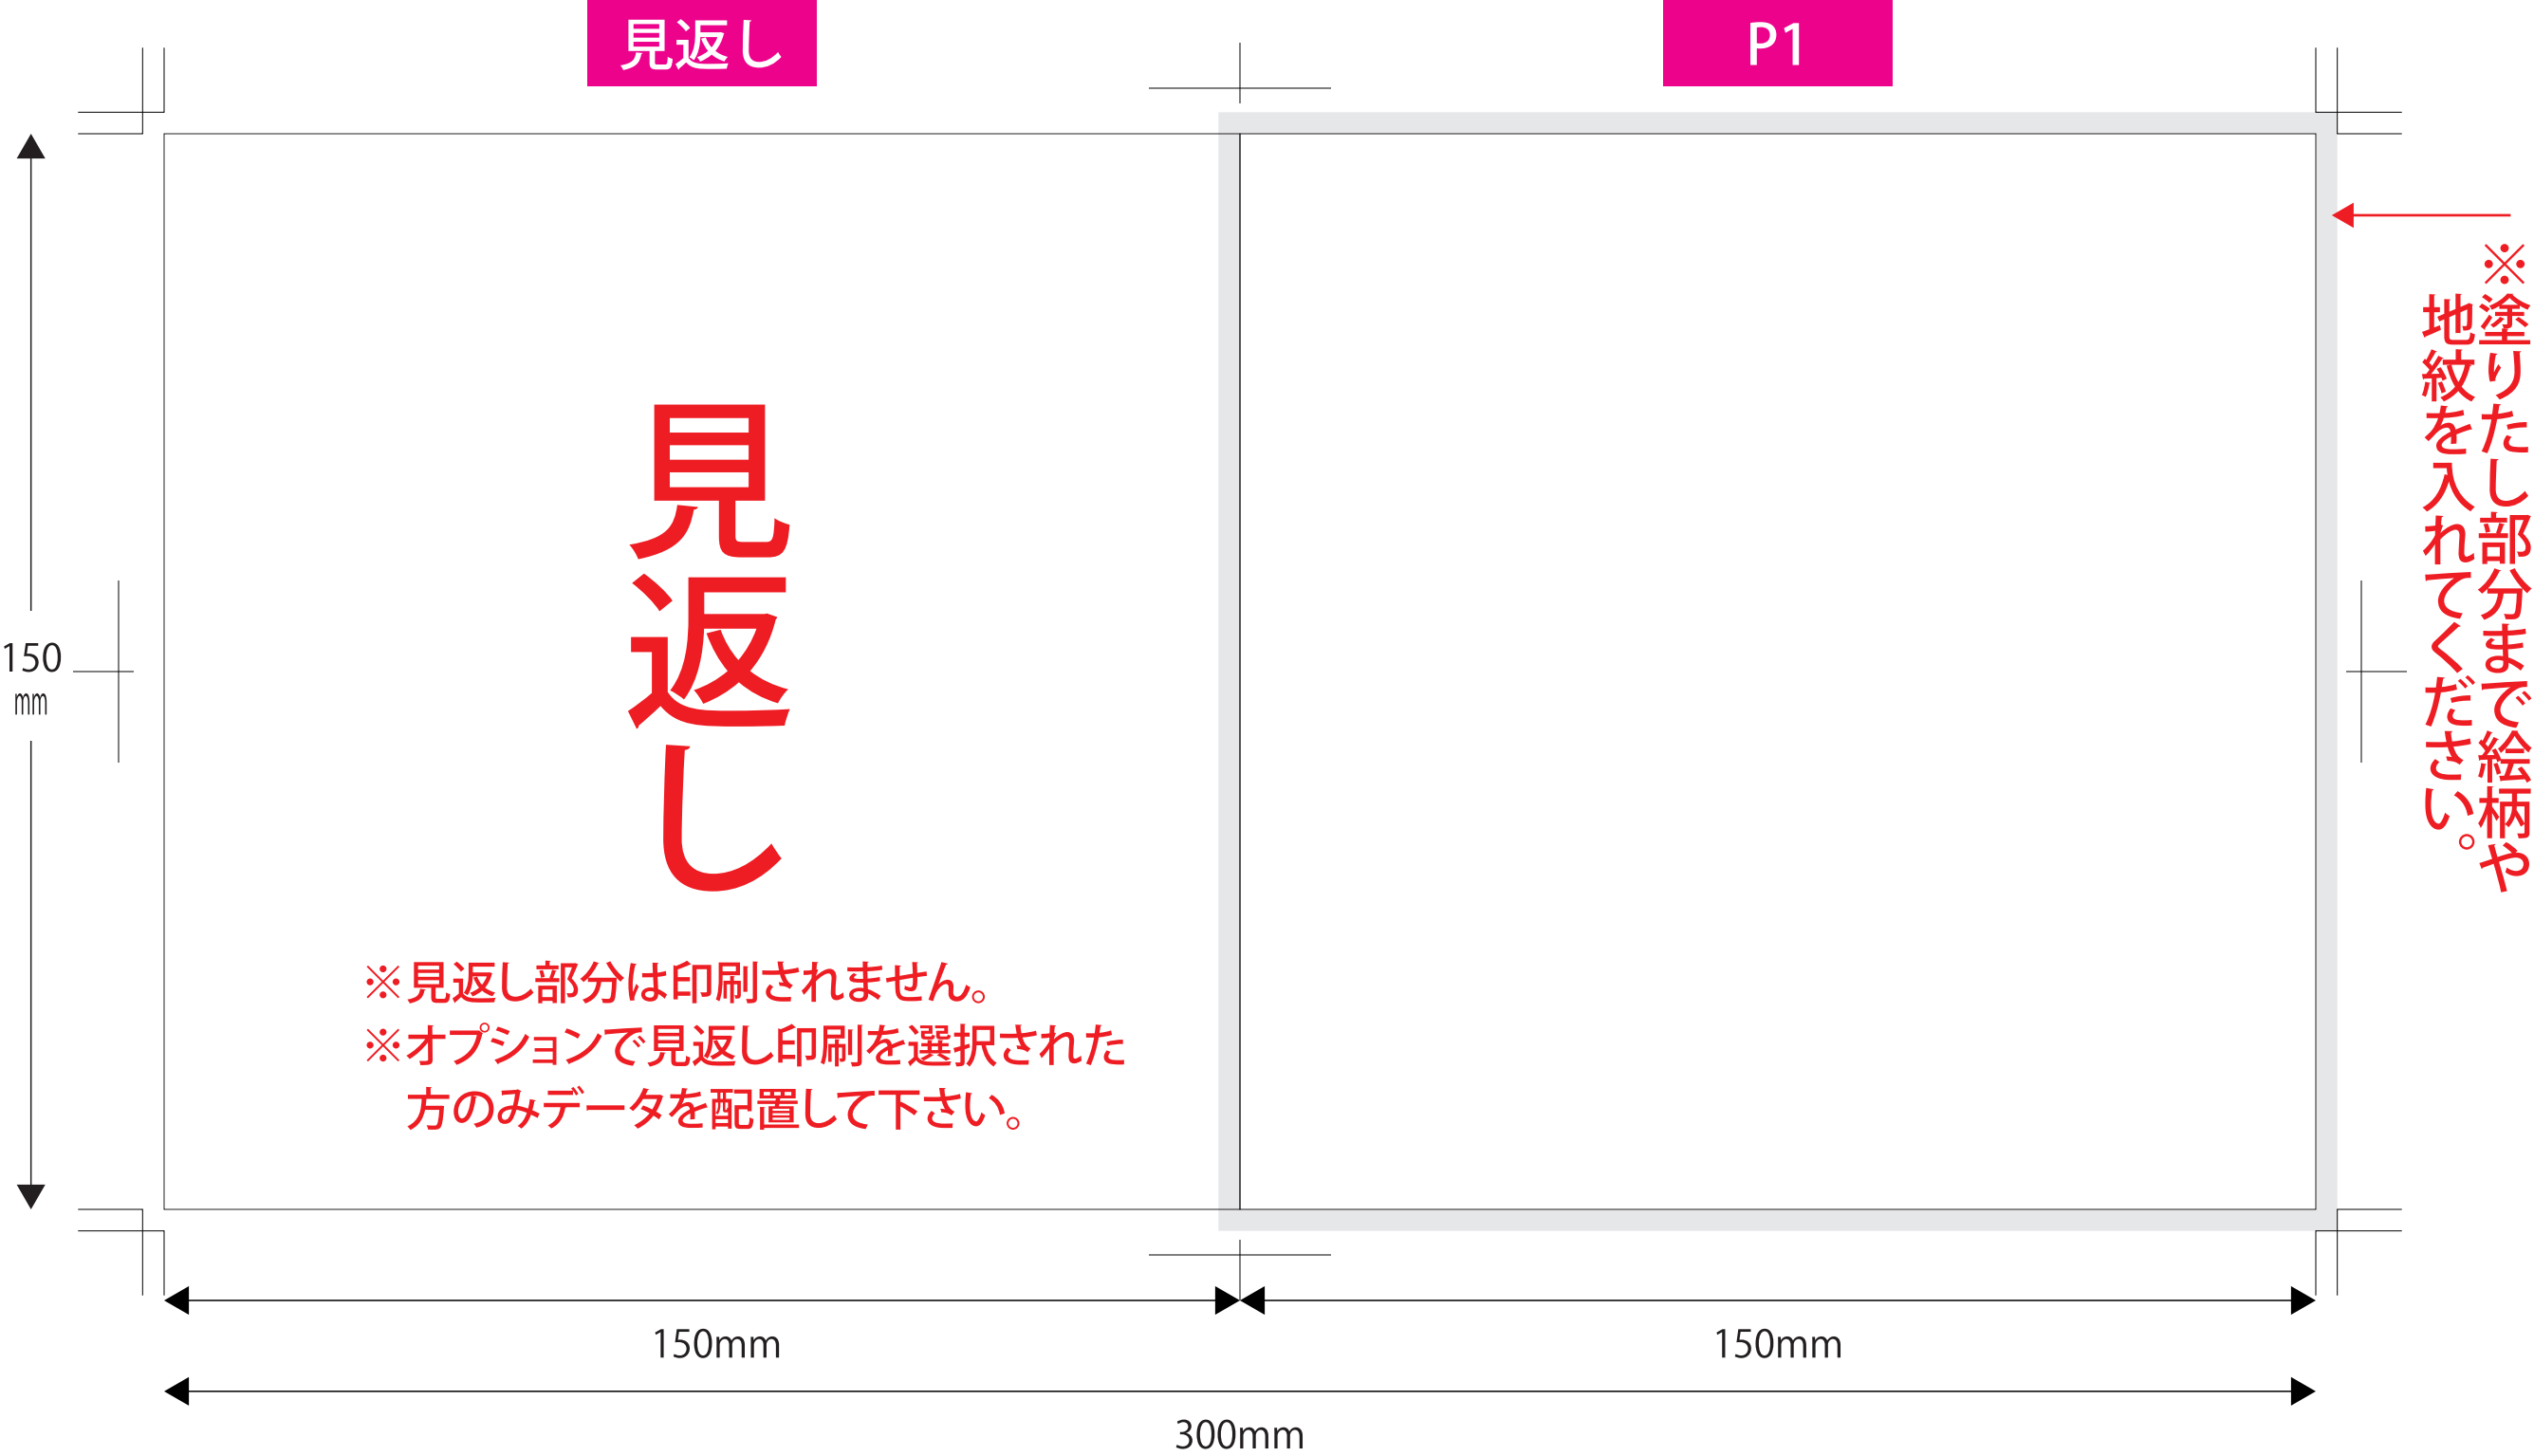 見返し
P1
※塗りたし部分まで絵柄や
地紋を入れてください。
150
mm
見返し
※見返し部分は印刷されません。
※オプションで見返し印刷を選択された
方のみデータを配置して下さい。
150mm
150mm
300mm